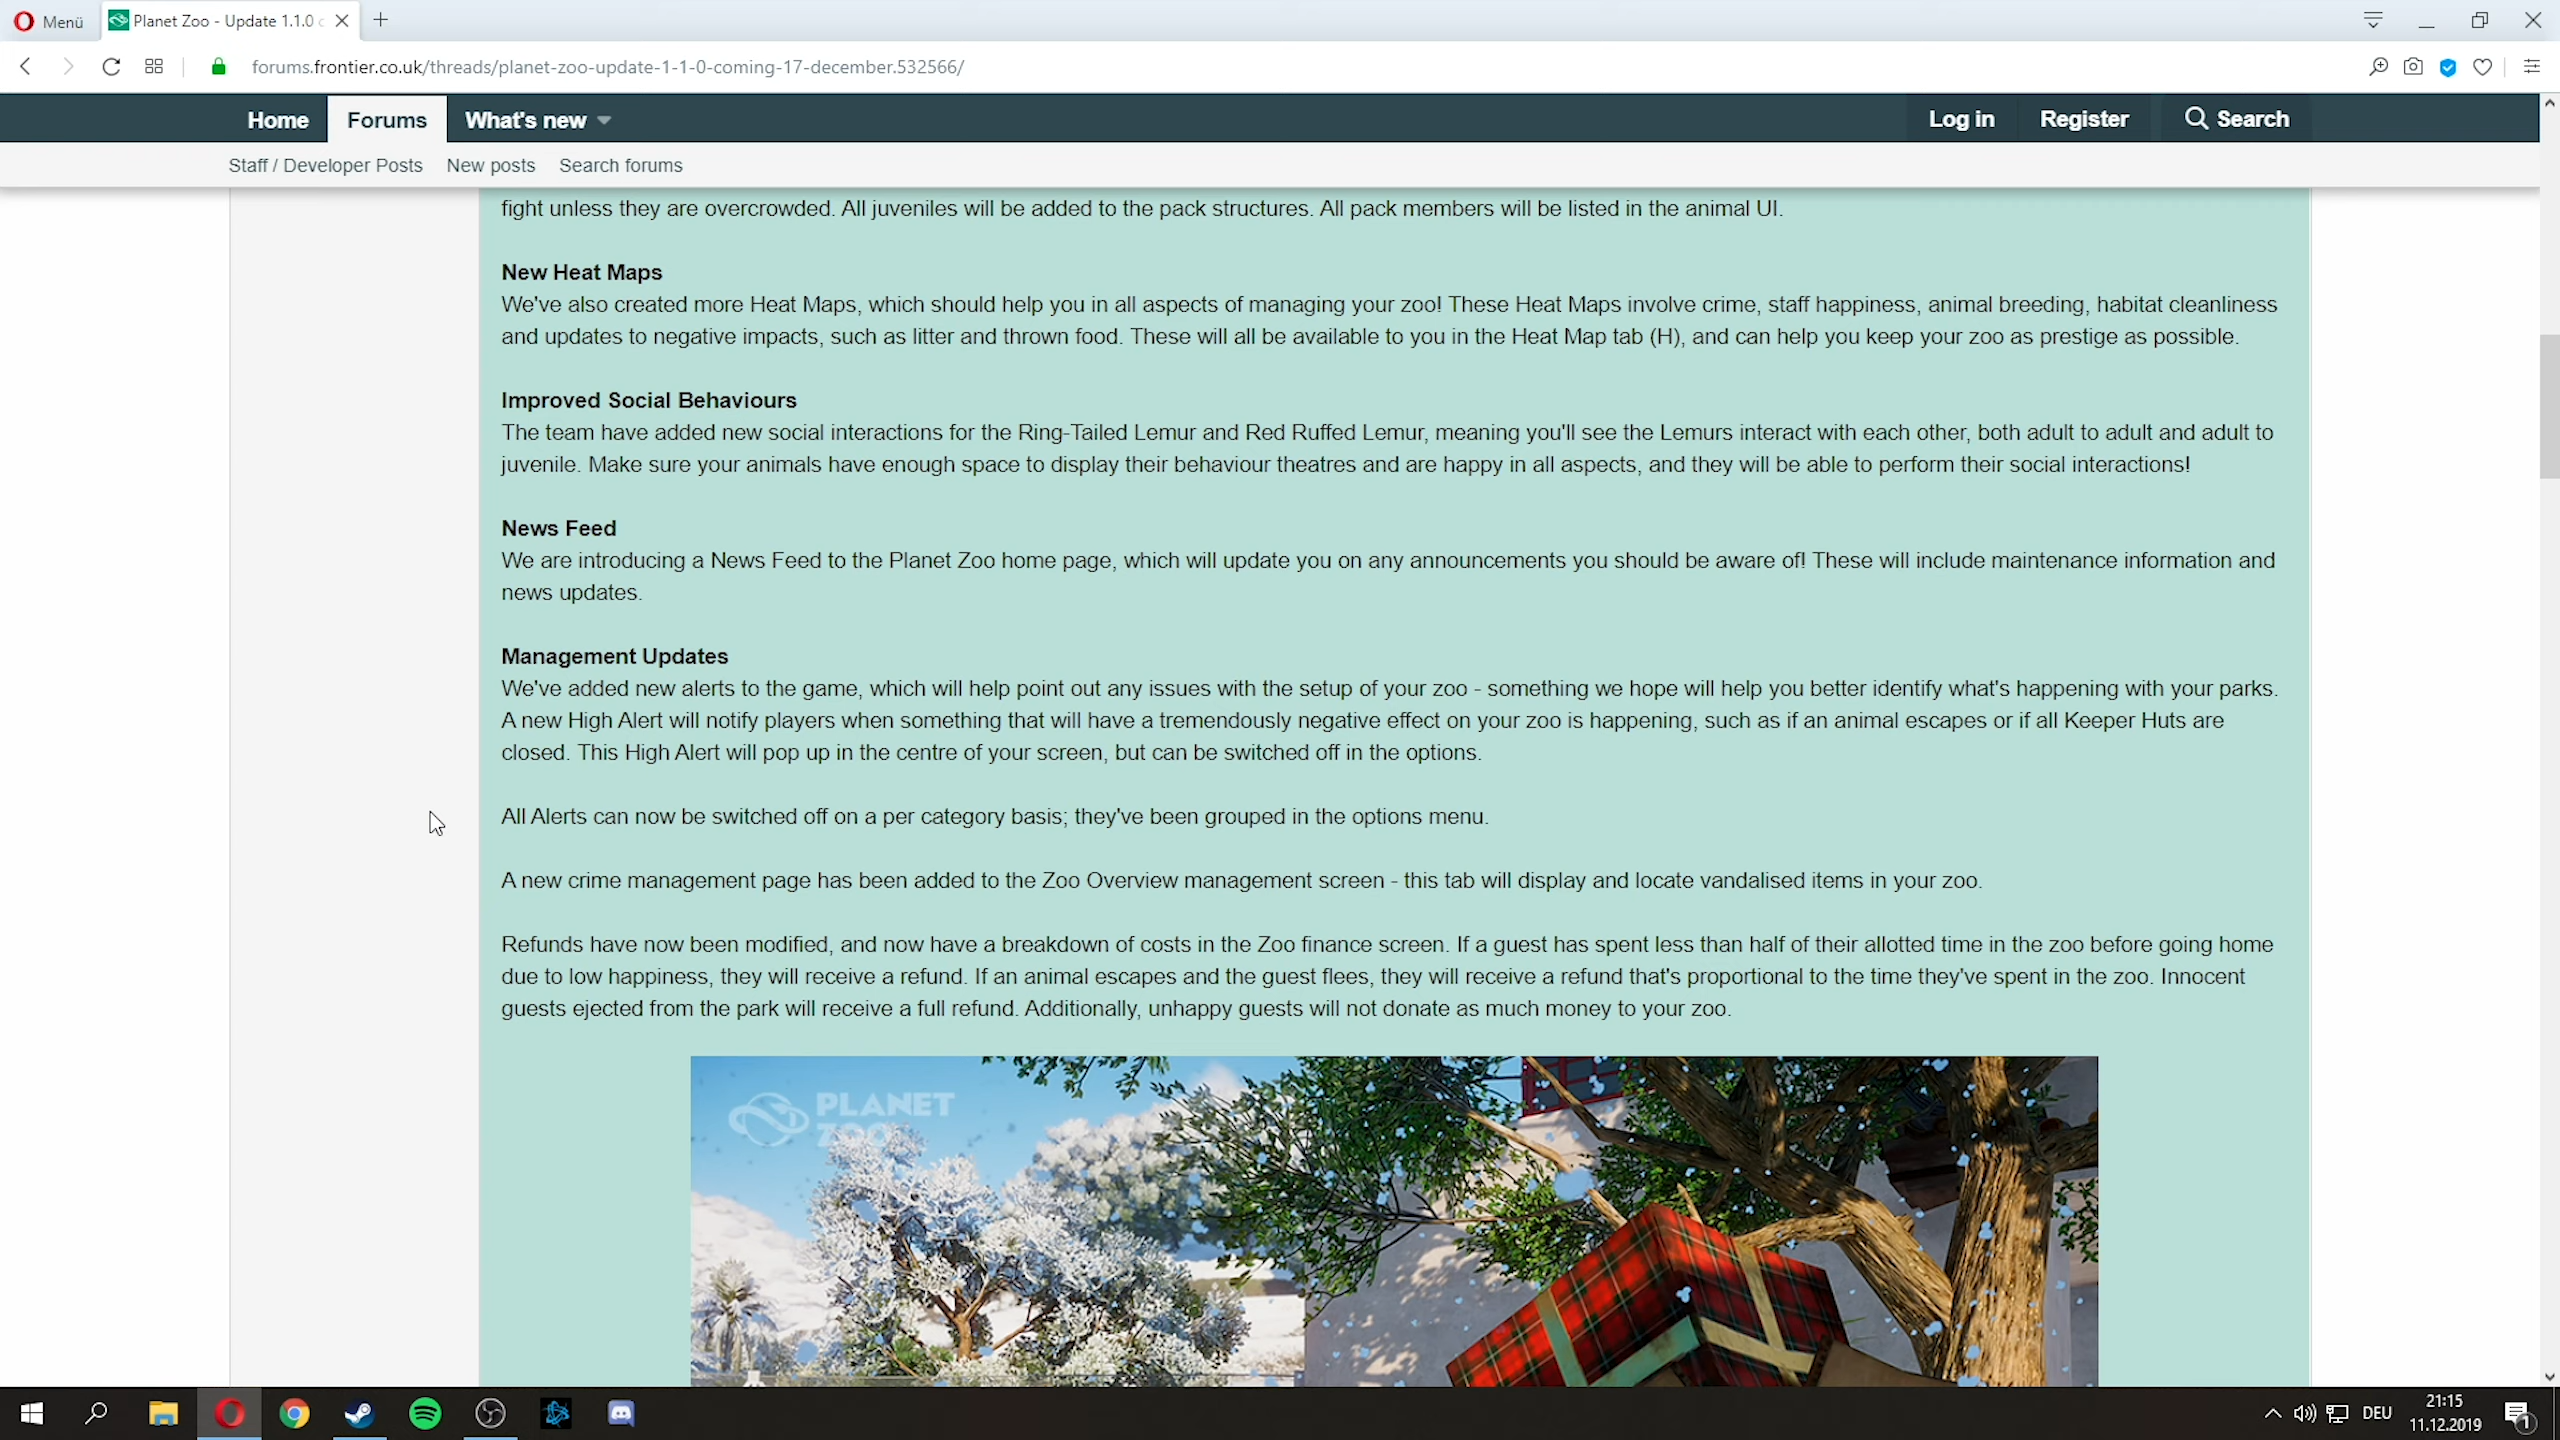 Menü
Planet Zoo - Update 1.1.0 c
forums.frontier.co.uk/threads/planet-zoo-update-1-1-0-coming-17-december.532566/
Home Forums What's new Log in Register Search
Staff / Developer Posts New posts Search forums
fight unless they are overcrowded. All juveniles will be added to the pack structures. All pack members will be listed in the animal UI.
New Heat Maps
We've also created more Heat Maps, which should help you in all aspects of managing your zoo! These Heat Maps involve crime, staff happiness, animal breeding, habitat cleanliness
and updates to negative impacts, such as litter and thrown food. These will all be available to you in the Heat Map tab (H), and can help you keep your zoo as prestige as possible.
Improved Social Behaviours
The team have added new social interactions for the Ring-Tailed Lemur and Red Ruffed Lemur, meaning you'll see the Lemurs interact with each other, both adult to adult and adult to
juvenile. Make sure your animals have enough space to display their behaviour theatres and are happy in all aspects, and they will be able to perform their social interactions!
News Feed
We are introducing a News Feed to the Planet Zoo home page, which will update you on any announcements you should be aware of! These will include maintenance information and
news updates.
Management Updates
We've added new alerts to the game, which will help point out any issues with the setup of your zoo - something we hope will help you better identify what's happening with your parks.
A new High Alert will notify players when something that will have a tremendously negative effect on your zoo is happening, such as if an animal escapes or if all Keeper Huts are
closed. This High Alert will pop up in the centre of your screen, but can be switched off in the options.
All Alerts can now be switched off on a per category basis; they've been grouped in the options menu.
A new crime management page has been added to the Zoo Overview management screen - this tab will display and locate vandalised items in your zoo.
Refunds have now been modified, and now have a breakdown of costs in the Zoo finance screen. If a guest has spent less than half of their allotted time in the zoo before going home
due to low happiness, they will receive a refund. If an animal escapes and the guest flees, they will receive a refund that's proportional to the time they've spent in the zoo. Innocent
guests ejected from the park will receive a full refund. Additionally, unhappy guests will not donate as much money to your zoo.
PLANET
ZOO
DEU
21:15
11.12.2019
1